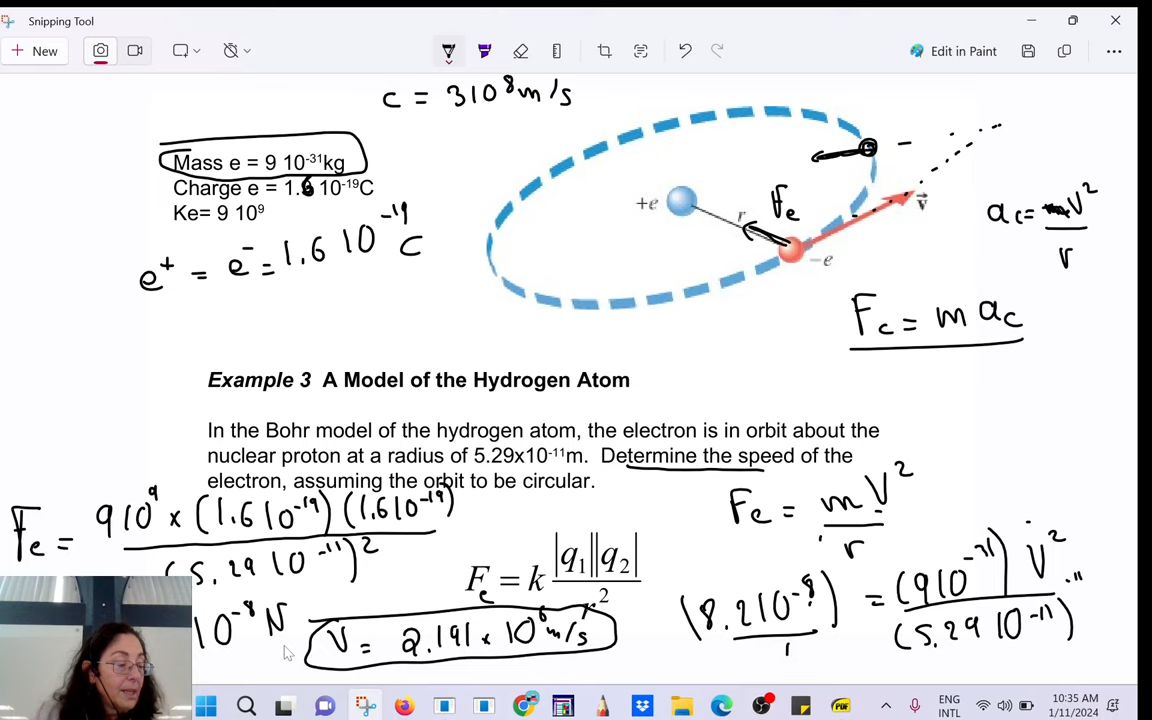 Snipping Tool
New
Edit in Paint
c = 3 10⁸ m/s
Mass e = 9 10⁻³¹kg
Charge e = 1.6 10⁻¹⁹C
Ke= 9 10⁹
e⁺ = e⁻ = 1.6 10⁻¹⁹ C
+e
r
Fe
v
−e
ac = V²/r
Fc = m ac
Example 3 A Model of the Hydrogen Atom
In the Bohr model of the hydrogen atom, the electron is in orbit about the
nuclear proton at a radius of 5.29x10⁻¹¹m. Determine the speed of the
electron, assuming the orbit to be circular.
Fe = 9 10⁹ x (1.6 10⁻¹⁹) (1.6 10⁻¹⁹) / (5.29 10⁻¹¹)²
Fe = mV²/r
Fe = k |q₁||q₂| / r²
(8.2 10⁻⁸)/1 = (9 10⁻³¹) V² / (5.29 10⁻¹¹)
10⁻⁸ N
V = 2.191 x 10⁶ m/s
ENG
INTL
10:35 AM
1/11/2024
PDF